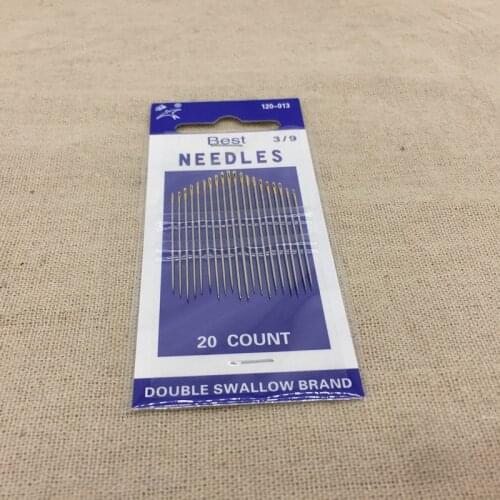 120-013
Best 3/9
NEEDLES
20 COUNT
DOUBLE SWALLOW BRAND